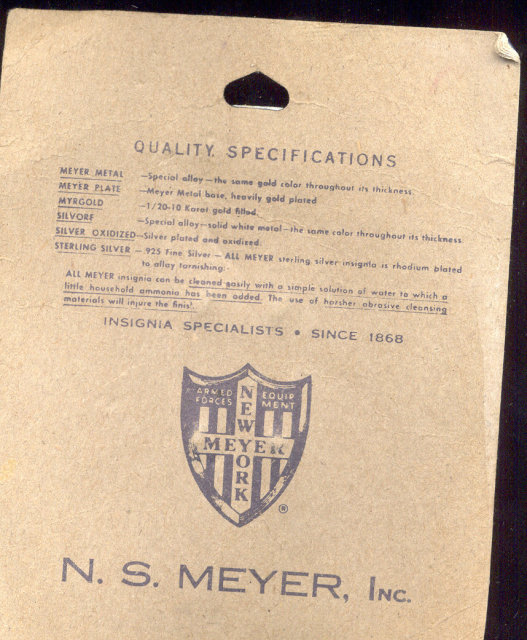 QUALITY SPECIFICATIONS
MEYER METAL —Special alloy—the same gold color throughout its thickness.
MEYER PLATE —Meyer Metal base, heavily gold plated
MYRGOLD —1/20-10 Karat gold filled.
SILVORE —Special alloy—solid white metal—the same color throughout its thickness
SILVER OXIDIZED—Silver plated and oxidized.
STERLING SILVER — 925 Fine Silver — ALL MEYER sterling silver insignia is rhodium plated
to allay tarnishing.
ALL MEYER insignia can be cleaned easily with a simple solution of water to which a
little household ammonia has been added. The use of harsher abrasive cleansing
materials will injure the finis!.
INSIGNIA SPECIALISTS • SINCE 1868
ARMED FORCES EQUIPMENT
NEW YORK
MEYER
®
N. S. MEYER, INC.